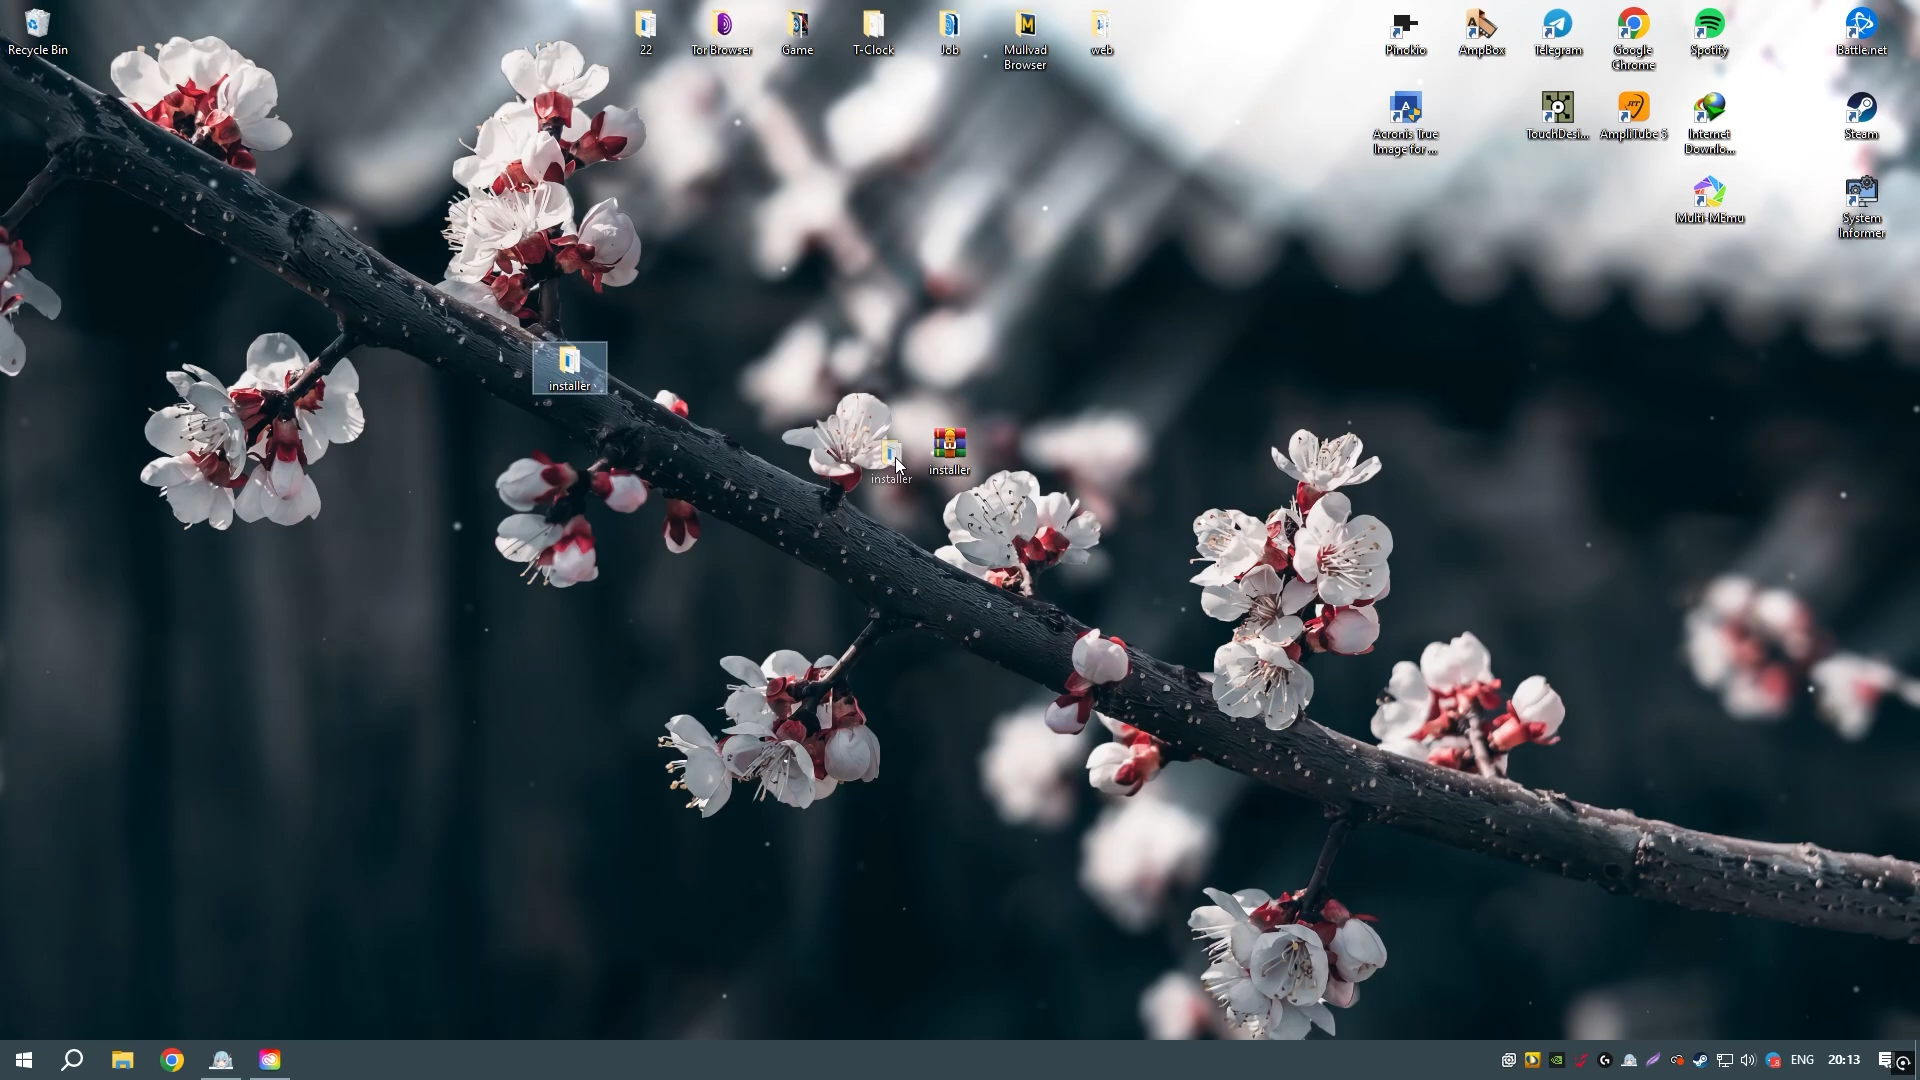 Recycle Bin
22
Tor Browser
Game
T-Clock
Job
Mullvad
Browser
web
Pinokio
AmpBox
Telegram
Google
Chrome
Spotify
Battle.net
Acronis True
Image for ...
TouchDesi...
AmpliTube 5
Internet
Downlo...
Steam
Multi-MEmu
System
Informer
installer
installer
installer
ENG
20:13